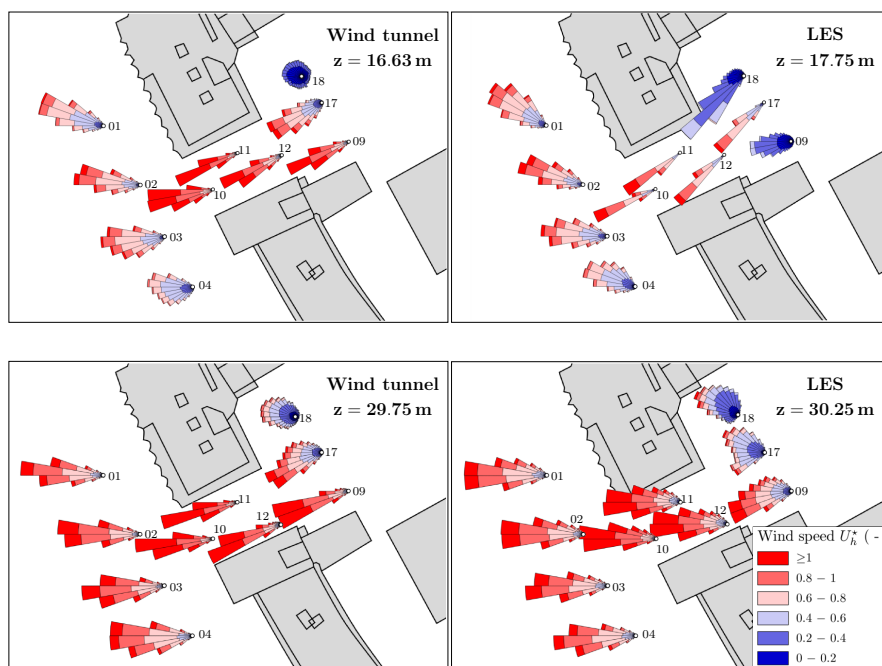 Wind tunnel
z = 16.63 m
18
17
01
11
12
09
02
10
03
04
LES
z = 17.75 m
18
17
01
09
11
12
02
10
03
04
Wind tunnel
z = 29.75 m
18
17
01
11
09
12
02
10
03
04
LES
z = 30.25 m
18
17
01
09
11
12
02
10
03
04
Wind speed U_h^⋆ ( -
≥1
0.8 − 1
0.6 − 0.8
0.4 − 0.6
0.2 − 0.4
0 − 0.2